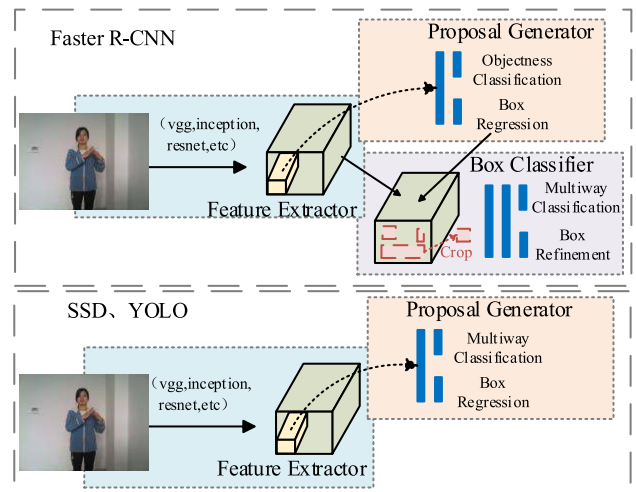 Faster R-CNN
Proposal Generator
Objectness
Classification
Box
Regression
（vgg,inception,
resnet,etc）
Feature Extractor
Box Classifier
Multiway
Classification
Box
Refinement
Crop
SSD、YOLO
Proposal Generator
Multiway
Classification
Box
Regression
（vgg,inception,
resnet,etc）
Feature Extractor